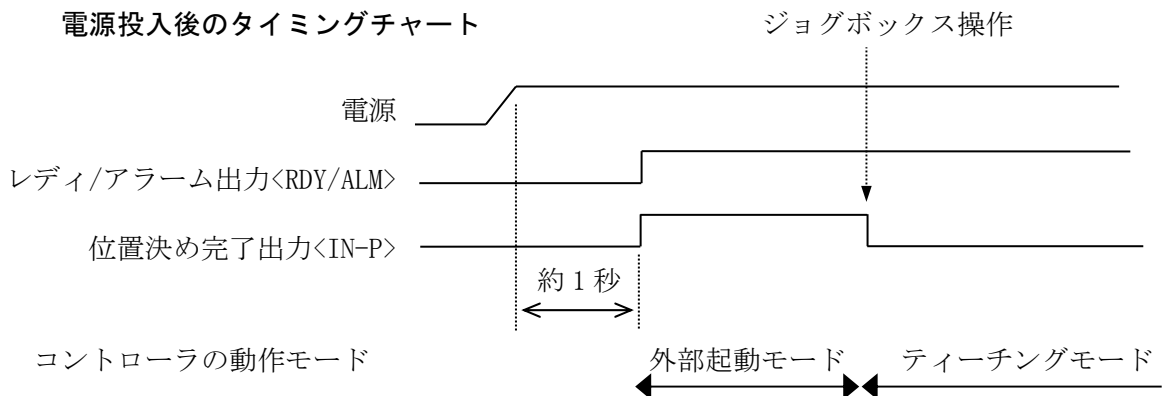 電源投入後のタイミングチャート
ジョグボックス操作
電源
レディ/アラーム出力<RDY/ALM>
位置決め完了出力<IN-P>
約1秒
コントローラの動作モード
外部起動モード
ティーチングモード